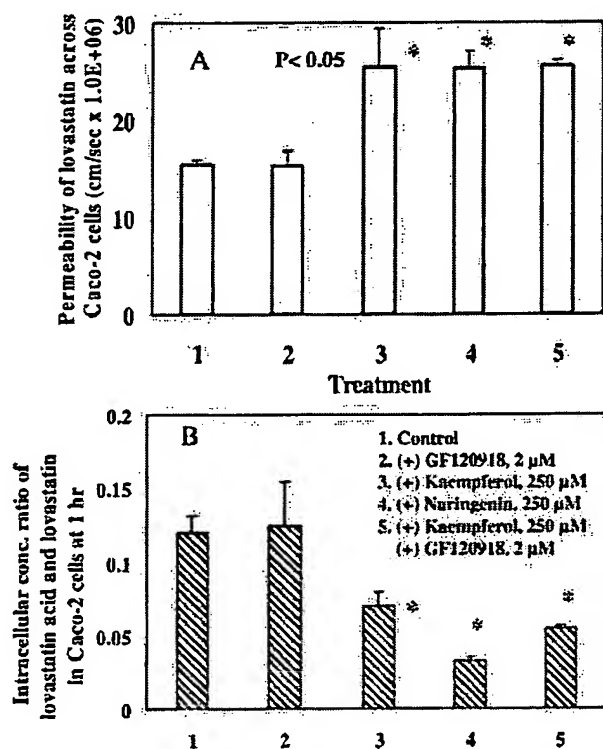 Permeability of lovastatin across
Caco-2 cells (cm/sec x 1.0E+06)
30
20
10
0
A
P< 0.05
*
*
*
1 2 3 4 5
Treatment
Intracellular conc. ratio of
lovastatin acid and lovastatin
in Caco-2 cells at 1 hr
0.2
0.15
0.1
0.05
0
B
1. Control
2. (+) GF120918, 2 µM
3. (+) Kaempferol, 250 µM
4. (+) Naringenin, 250 µM
5. (+) Kaempferol, 250 µM
(+) GF120918, 2 µM
*
*
*
1 2 3 4 5